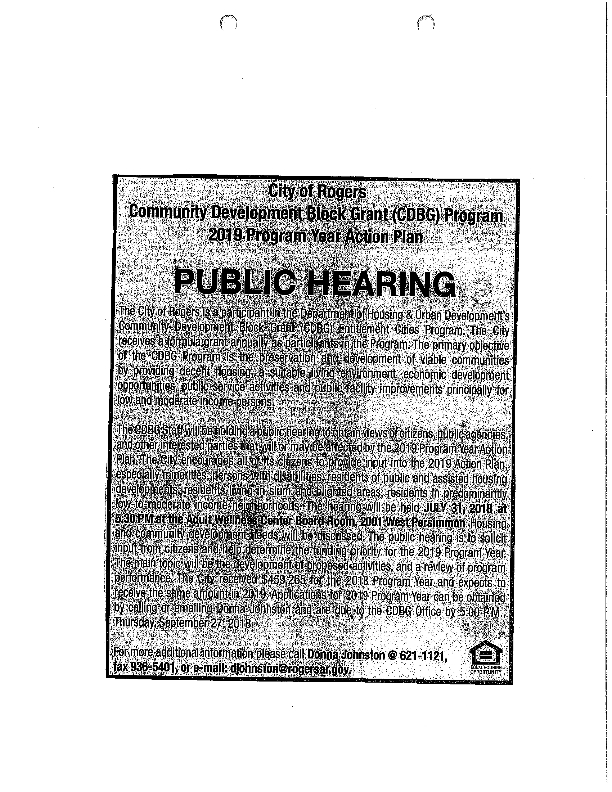 City of Rogers
Community Development Block Grant (CDBG) Program
2019 Program Year Action Plan
PUBLIC HEARING
The City of Rogers is a participant in the Department of Housing & Urban Development's
Community Development Block Grant (CDBG) Entitlement Cities Program. The City
receives a formula grant annually as participants in the Program. The primary objective
of the CDBG Program is the preservation and development of viable communities
by providing decent housing, a suitable living environment, economic development
opportunities, public service activities and public facility improvements principally for
low and moderate income persons.
The CDBG Staff will be holding a public hearing to obtain views of citizens, public agencies,
and other interested parties that will or may be affected by the 2019 Program Year Action
Plan. The City encourages all of its citizens to provide input into the 2019 Action Plan,
especially minorities, persons with disabilities, residents of public and assisted housing
developments, residents living in slum and blighted areas, residents in predominantly
low to moderate income neighborhoods. The hearing will be held JULY 31, 2018 at
5:30 PM at the Adult Wellness Center Board Room, 2001 West Persimmon. Housing
and community development needs will be discussed. The public hearing is to solicit
input from citizens and help determine the funding priority for the 2019 Program Year.
The main topic will be the development of proposed activities, and a review of program
performance. The City received for the 2018 Program Year and expects to
receive the same amount in 2019. Applications for 2019 Program Year can be obtained
by calling or emailing Donna Johnston and are due to the CDBG Office by 5:00 P.M.,
Thursday, September 27, 2018.
For more additional information please call Donna Johnston @ 621-1121,
fax 936-5401, or e-mail: djohnston@rogersar.gov.
EQUAL HOUSING
OPPORTUNITY